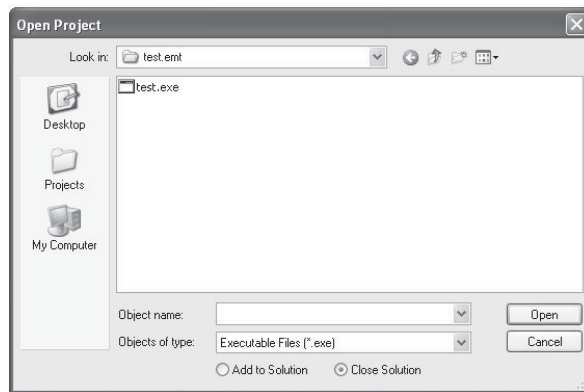 Open Project
Look in: test.emt
test.exe
Desktop
Projects
My Computer
Object name:
Open
Objects of type: Executable Files (*.exe)
Cancel
Add to Solution Close Solution